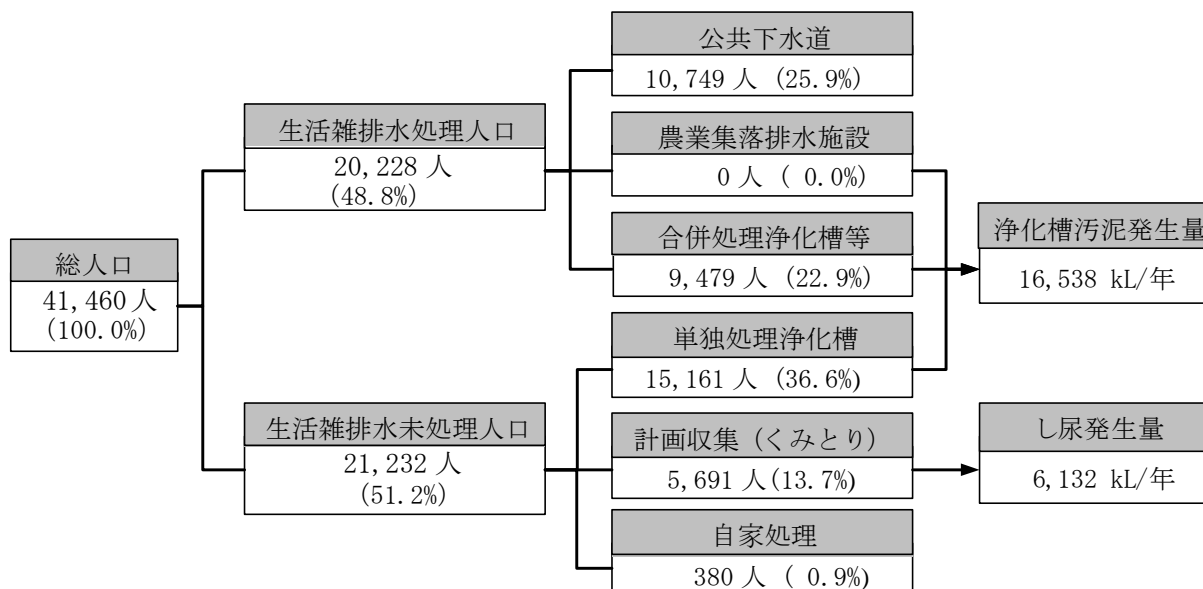 総人口
41,460 人
(100.0%)
生活雑排水処理人口
20,228 人
(48.8%)
生活雑排水未処理人口
21,232 人
(51.2%)
公共下水道
10,749 人 (25.9%)
農業集落排水施設
0 人 ( 0.0%)
合併処理浄化槽等
9,479 人 (22.9%)
単独処理浄化槽
15,161 人 (36.6%)
計画収集（くみとり）
5,691 人(13.7%)
自家処理
380 人 ( 0.9%)
浄化槽汚泥発生量
16,538 kL/年
し尿発生量
6,132 kL/年